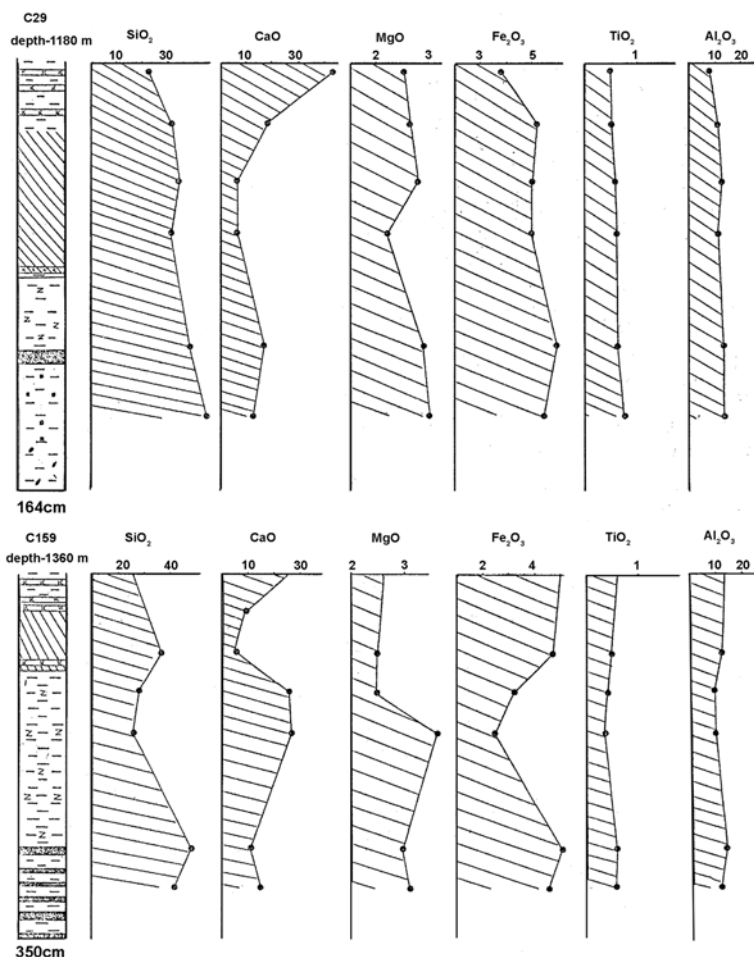 C29
depth-1180 m
SiO₂ CaO MgO Fe₂O₃ TiO₂ Al₂O₃
10 30 10 30 2 3 3 5 1 10 20
164cm
C159
depth-1360 m
SiO₂ CaO MgO Fe₂O₃ TiO₂ Al₂O₃
20 40 10 30 2 3 2 4 1 10 20
350cm